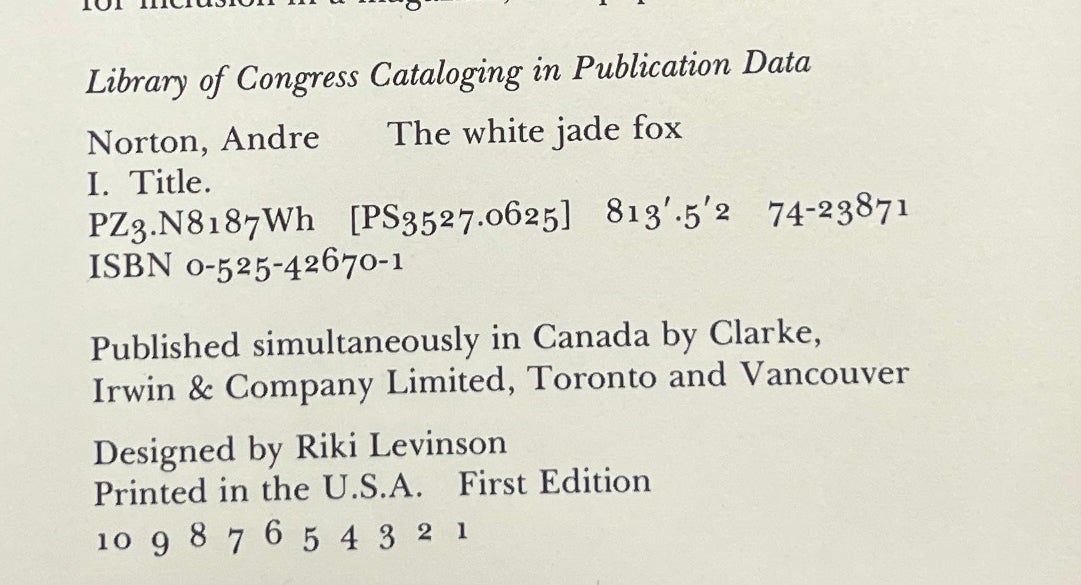 Library of Congress Cataloging in Publication Data
Norton, Andre The white jade fox
I. Title.
PZ3.N8187Wh [PS3527.0625] 813'.5'2 74-23871
ISBN 0-525-42670-1
Published simultaneously in Canada by Clarke,
Irwin & Company Limited, Toronto and Vancouver
Designed by Riki Levinson
Printed in the U.S.A. First Edition
10 9 8 7 6 5 4 3 2 1